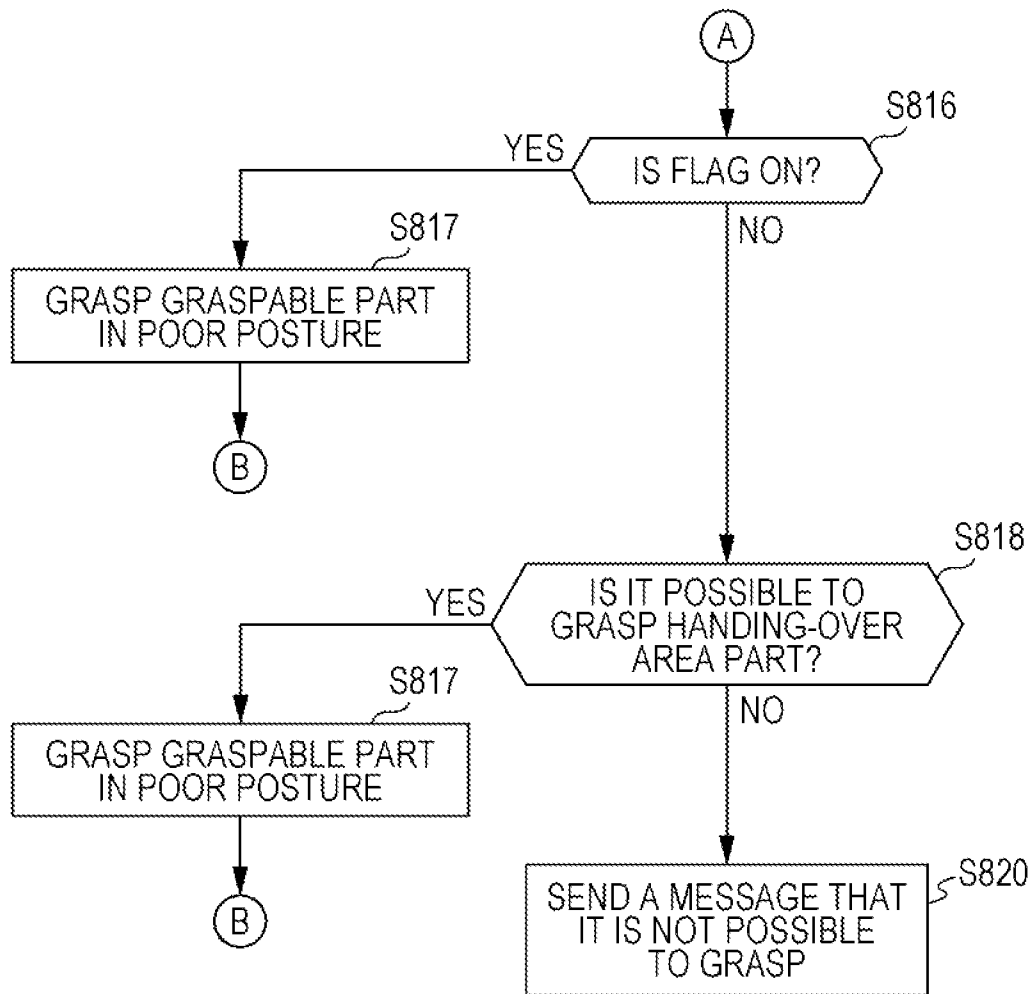 A
S816
YES
IS FLAG ON?
NO
S817
GRASP GRASPABLE PART
IN POOR POSTURE
B
S818
YES
IS IT POSSIBLE TO
GRASP HANDING-OVER
AREA PART?
NO
S817
GRASP GRASPABLE PART
IN POOR POSTURE
B
S820
SEND A MESSAGE THAT
IT IS NOT POSSIBLE
TO GRASP